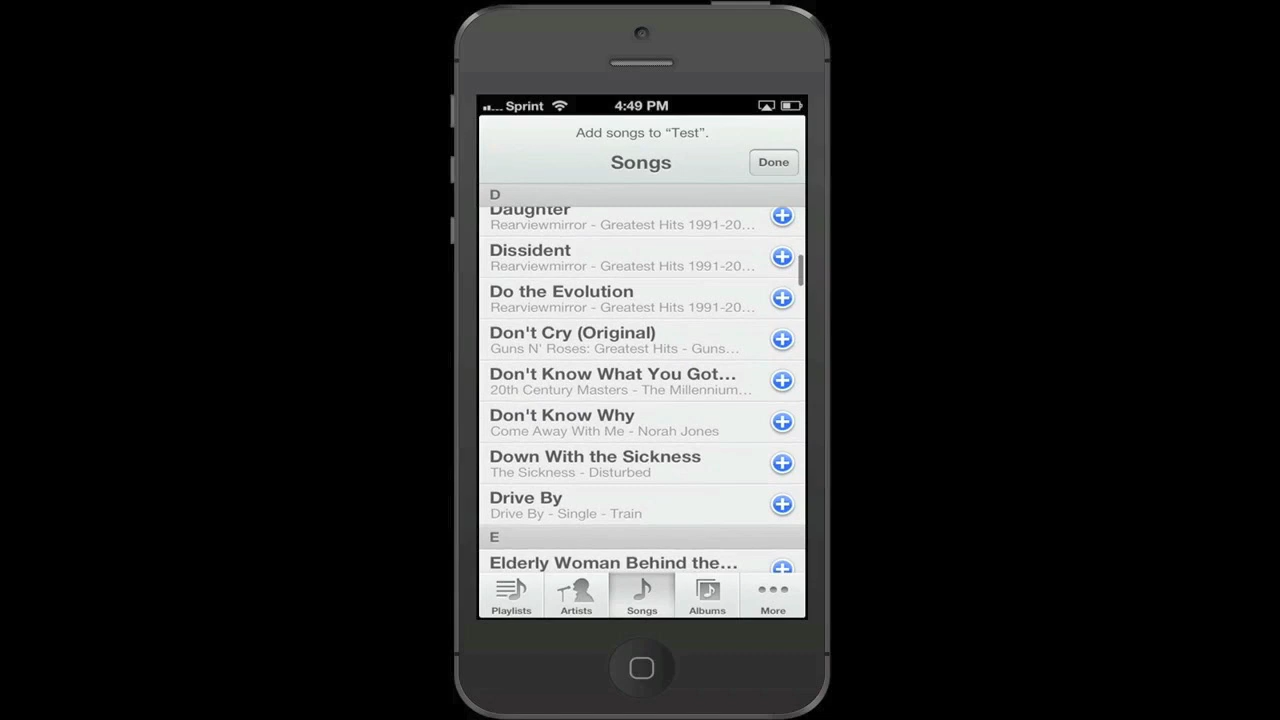 Sprint 4:49 PM
Add songs to “Test”.
Songs Done
D
Daughter
Rearviewmirror - Greatest Hits 1991-20…
Dissident
Rearviewmirror - Greatest Hits 1991-20…
Do the Evolution
Rearviewmirror - Greatest Hits 1991-20…
Don't Cry (Original)
Guns N' Roses: Greatest Hits - Guns…
Don't Know What You Got…
20th Century Masters - The Millennium…
Don't Know Why
Come Away With Me - Norah Jones
Down With the Sickness
The Sickness - Disturbed
Drive By
Drive By - Single - Train
E
Elderly Woman Behind the…
Playlists Artists Songs Albums More